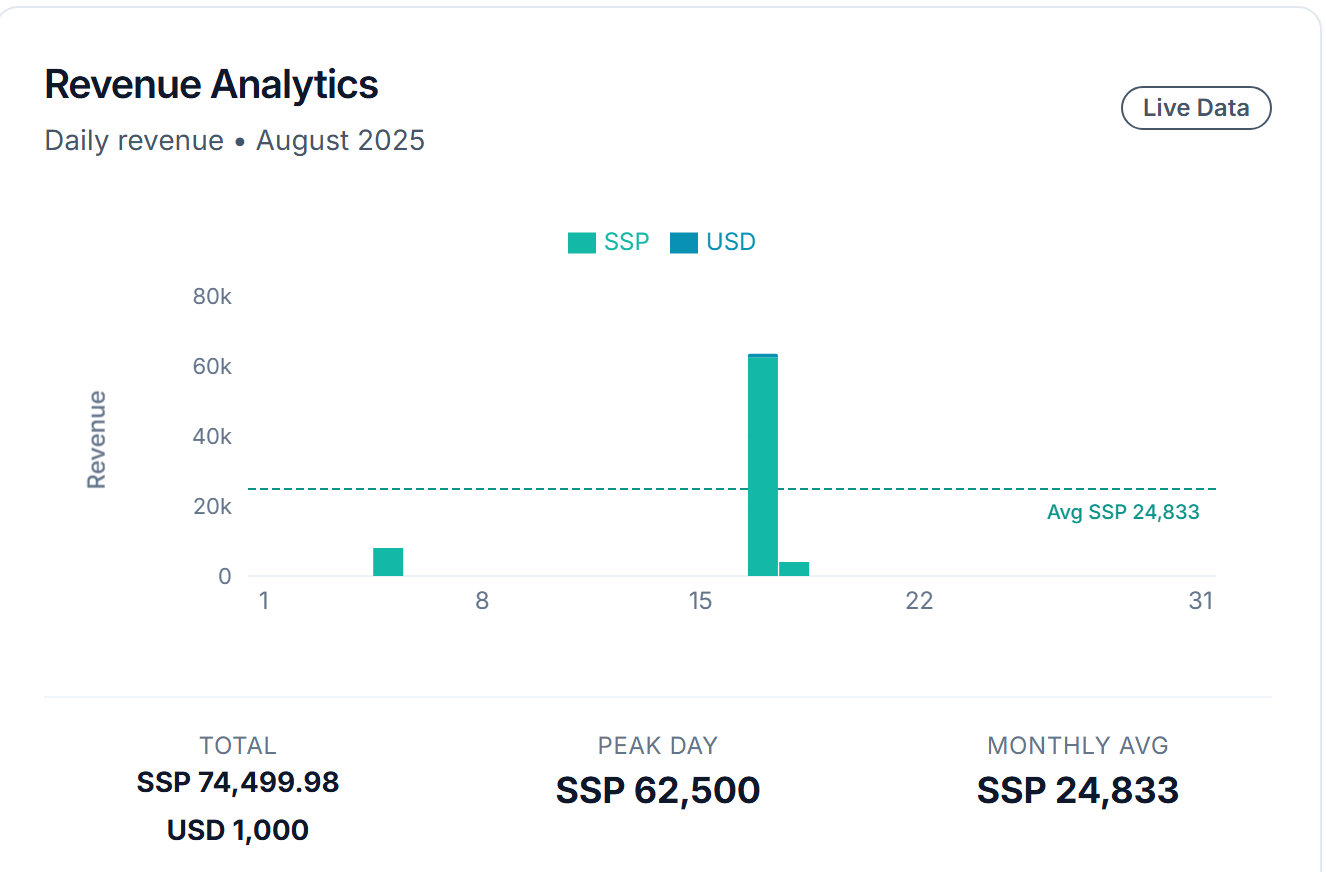 Revenue Analytics
Live Data
Daily revenue • August 2025
SSP USD
80k
60k
40k
20k
0
Revenue
Avg SSP 24,833
1 8 15 22 31
TOTAL
SSP 74,499.98
USD 1,000
PEAK DAY
SSP 62,500
MONTHLY AVG
SSP 24,833